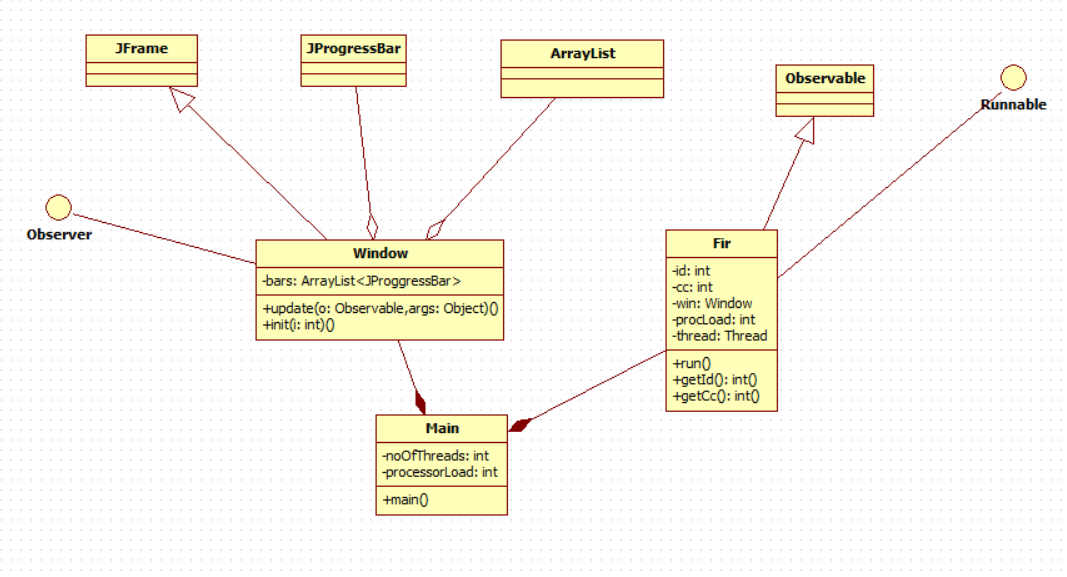 JFrame
JProgressBar
ArrayList
Observable
Runnable
Observer
Window
-bars: ArrayList<JProggressBar>
+update(o: Observable,args: Object)()
+init(i: int)()
Fir
-id: int
-cc: int
-win: Window
-procLoad: int
-thread: Thread
+run()
+getId(): int()
+getCc(): int()
Main
-noOfThreads: int
-processorLoad: int
+main()